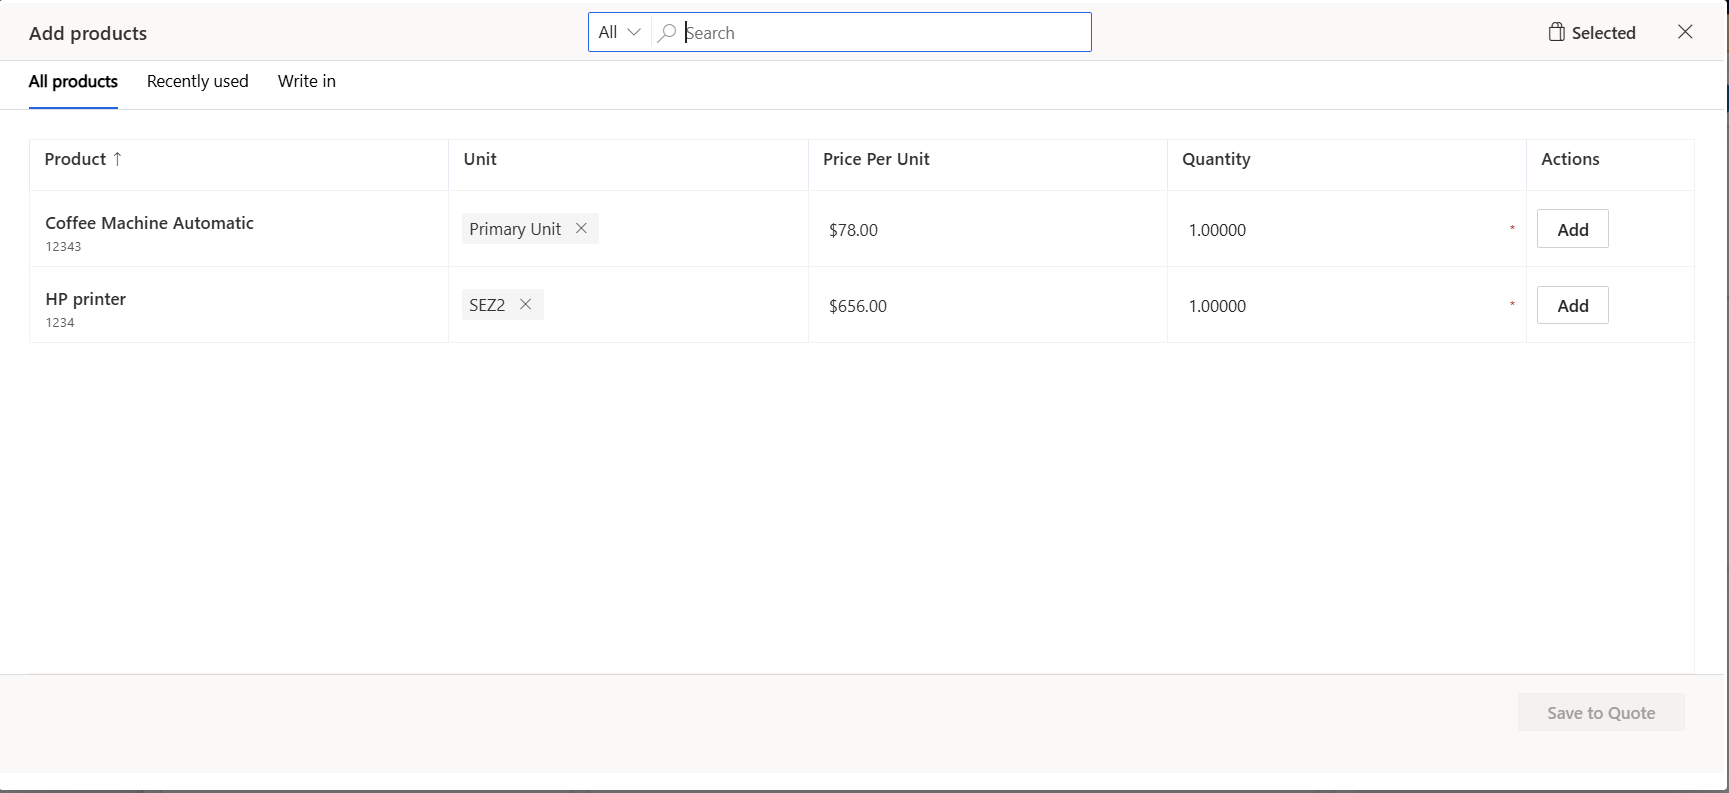 Add products
All
Search
Selected
All products
Recently used
Write in
Product ↑
Unit
Price Per Unit
Quantity
Actions
Coffee Machine Automatic
12343
Primary Unit
$78.00
1.00000
*
Add
HP printer
1234
SEZ2
$656.00
1.00000
*
Add
Save to Quote